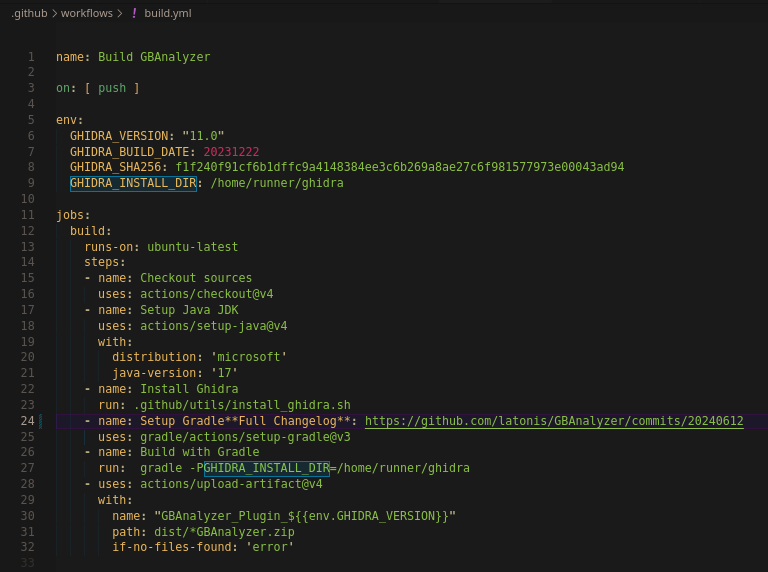 .github > workflows > ! build.yml
1 name: Build GBAnalyzer
2
3 on: [ push ]
4
5 env:
6 GHIDRA_VERSION: "11.0"
7 GHIDRA_BUILD_DATE: 20231222
8 GHIDRA_SHA256: f1f240f91cf6b1dffc9a4148384ee3c6b269a8ae27c6f981577973e00043ad94
9 GHIDRA_INSTALL_DIR: /home/runner/ghidra
10
11 jobs:
12 build:
13 runs-on: ubuntu-latest
14 steps:
15 - name: Checkout sources
16 uses: actions/checkout@v4
17 - name: Setup Java JDK
18 uses: actions/setup-java@v4
19 with:
20 distribution: 'microsoft'
21 java-version: '17'
22 - name: Install Ghidra
23 run: .github/utils/install_ghidra.sh
24 - name: Setup Gradle**Full Changelog**: https://github.com/latonis/GBAnalyzer/commits/20240612
25 uses: gradle/actions/setup-gradle@v3
26 - name: Build with Gradle
27 run:  gradle -PGHIDRA_INSTALL_DIR=/home/runner/ghidra
28 - uses: actions/upload-artifact@v4
29 with:
30 name: "GBAnalyzer_Plugin_${{env.GHIDRA_VERSION}}"
31 path: dist/*GBAnalyzer.zip
32 if-no-files-found: 'error'
33